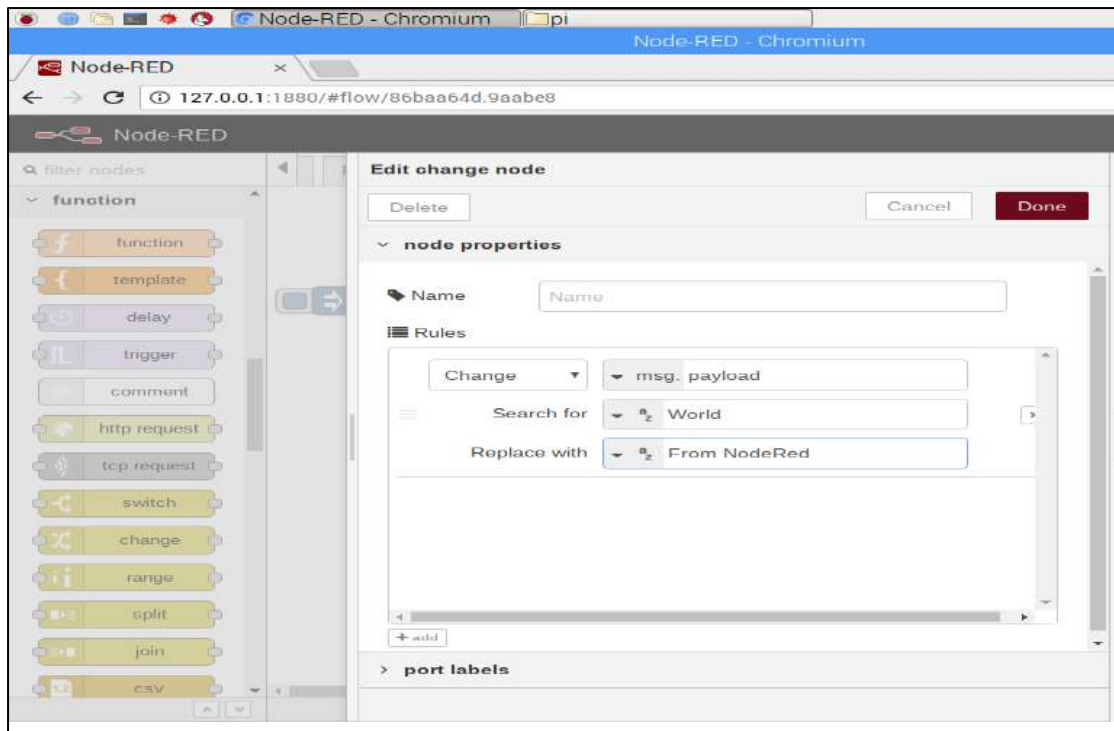 Node-RED - Chromium
pi
Node-RED - Chromium
Node-RED
127.0.0.1:1880/#flow/86baa64d.9aabe8
Node-RED
filter nodes
function
function
template
delay
trigger
comment
http request
tcp request
switch
change
range
split
join
csv
Edit change node
Delete
Cancel
Done
node properties
Name
Name
Rules
Change
msg. payload
Search for
a z World
Replace with
a z From NodeRed
+ add
port labels